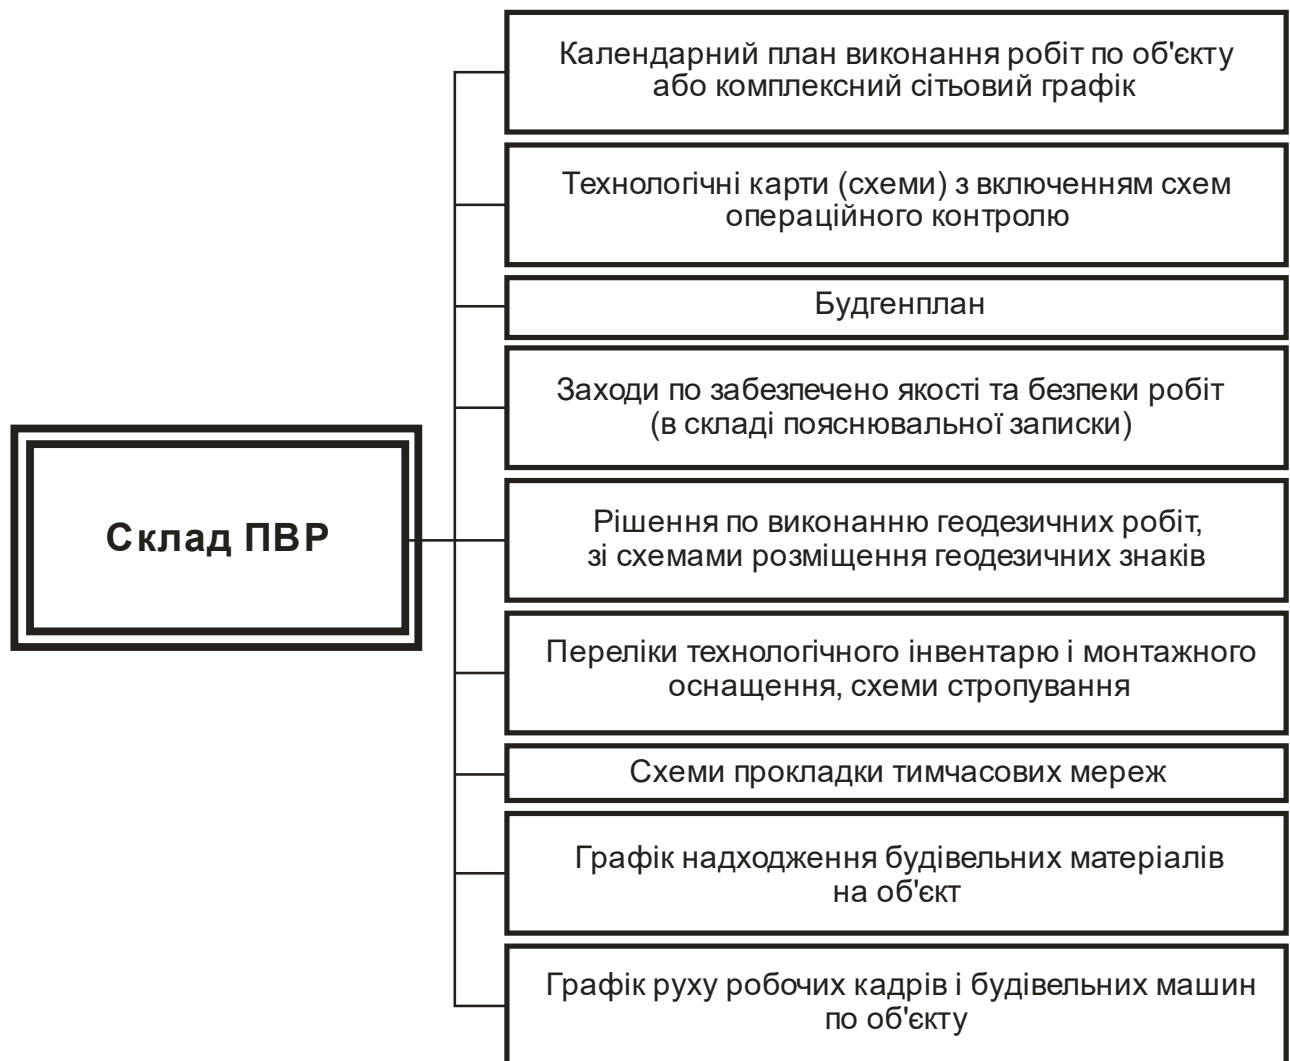 Календарний план виконання робіт по об'єкту
або комплексний сітьовий графік
Технологічні карти (схеми) з включенням схем
операційного контролю
Будгенплан
Заходи по забезпечено якості та безпеки робіт
(в складі пояснювальної записки)
Склад ПВР
Рішення по виконанню геодезичних робіт,
зі схемами розміщення геодезичних знаків
Переліки технологічного інвентарю і монтажного
оснащення, схеми стропування
Схеми прокладки тимчасових мереж
Графік надходження будівельних матеріалів
на об'єкт
Графік руху робочих кадрів і будівельних машин
по об'єкту